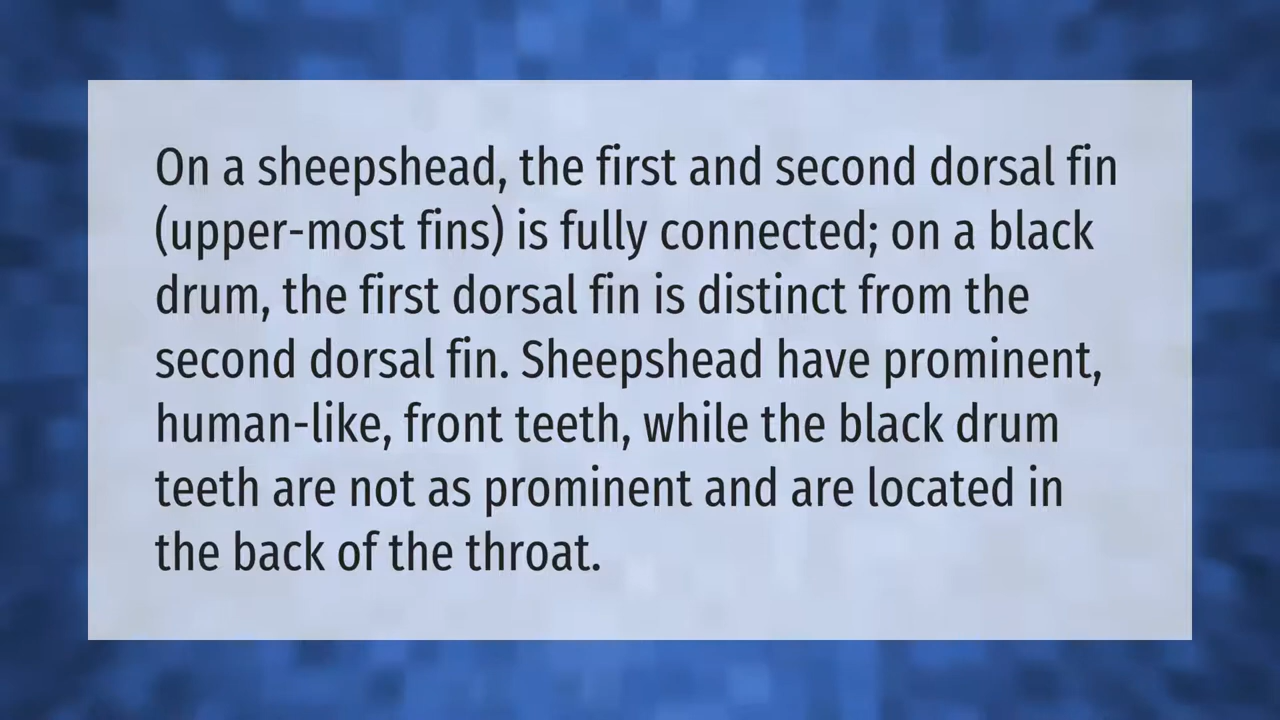 On a sheepshead, the first and second dorsal fin
(upper-most fins) is fully connected; on a black
drum, the first dorsal fin is distinct from the
second dorsal fin. Sheepshead have prominent,
human-like, front teeth, while the black drum
teeth are not as prominent and are located in
the back of the throat.